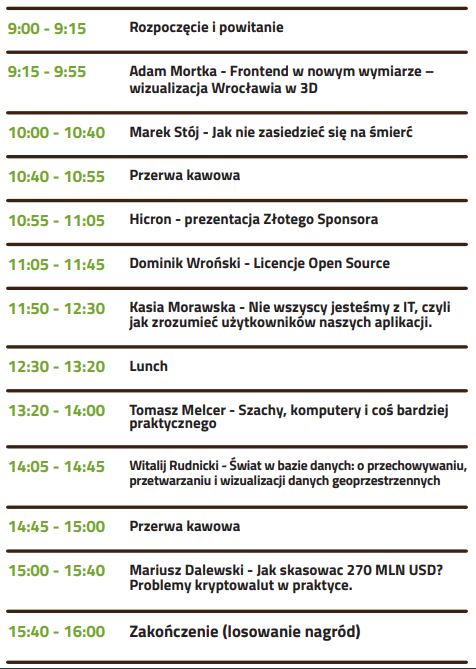 9:00 - 9:15 Rozpoczęcie i powitanie
9:15 - 9:55 Adam Mortka - Frontend w nowym wymiarze –
wizualizacja Wrocławia w 3D
10:00 - 10:40 Marek Stój - Jak nie zasiedzieć się na śmierć
10:40 - 10:55 Przerwa kawowa
10:55 - 11:05 Hicron - prezentacja Złotego Sponsora
11:05 - 11:45 Dominik Wroński - Licencje Open Source
11:50 - 12:30 Kasia Morawska - Nie wszyscy jesteśmy z IT, czyli
jak zrozumieć użytkowników naszych aplikacji.
12:30 - 13:20 Lunch
13:20 - 14:00 Tomasz Melcer - Szachy, komputery i coś bardziej
praktycznego
14:05 - 14:45 Witalij Rudnicki - Świat w bazie danych: o przechowywaniu,
przetwarzaniu i wizualizacji danych geoprzestrzennych
14:45 - 15:00 Przerwa kawowa
15:00 - 15:40 Mariusz Dalewski - Jak skasowac 270 MLN USD?
Problemy kryptowalut w praktyce.
15:40 - 16:00 Zakończenie (losowanie nagród)